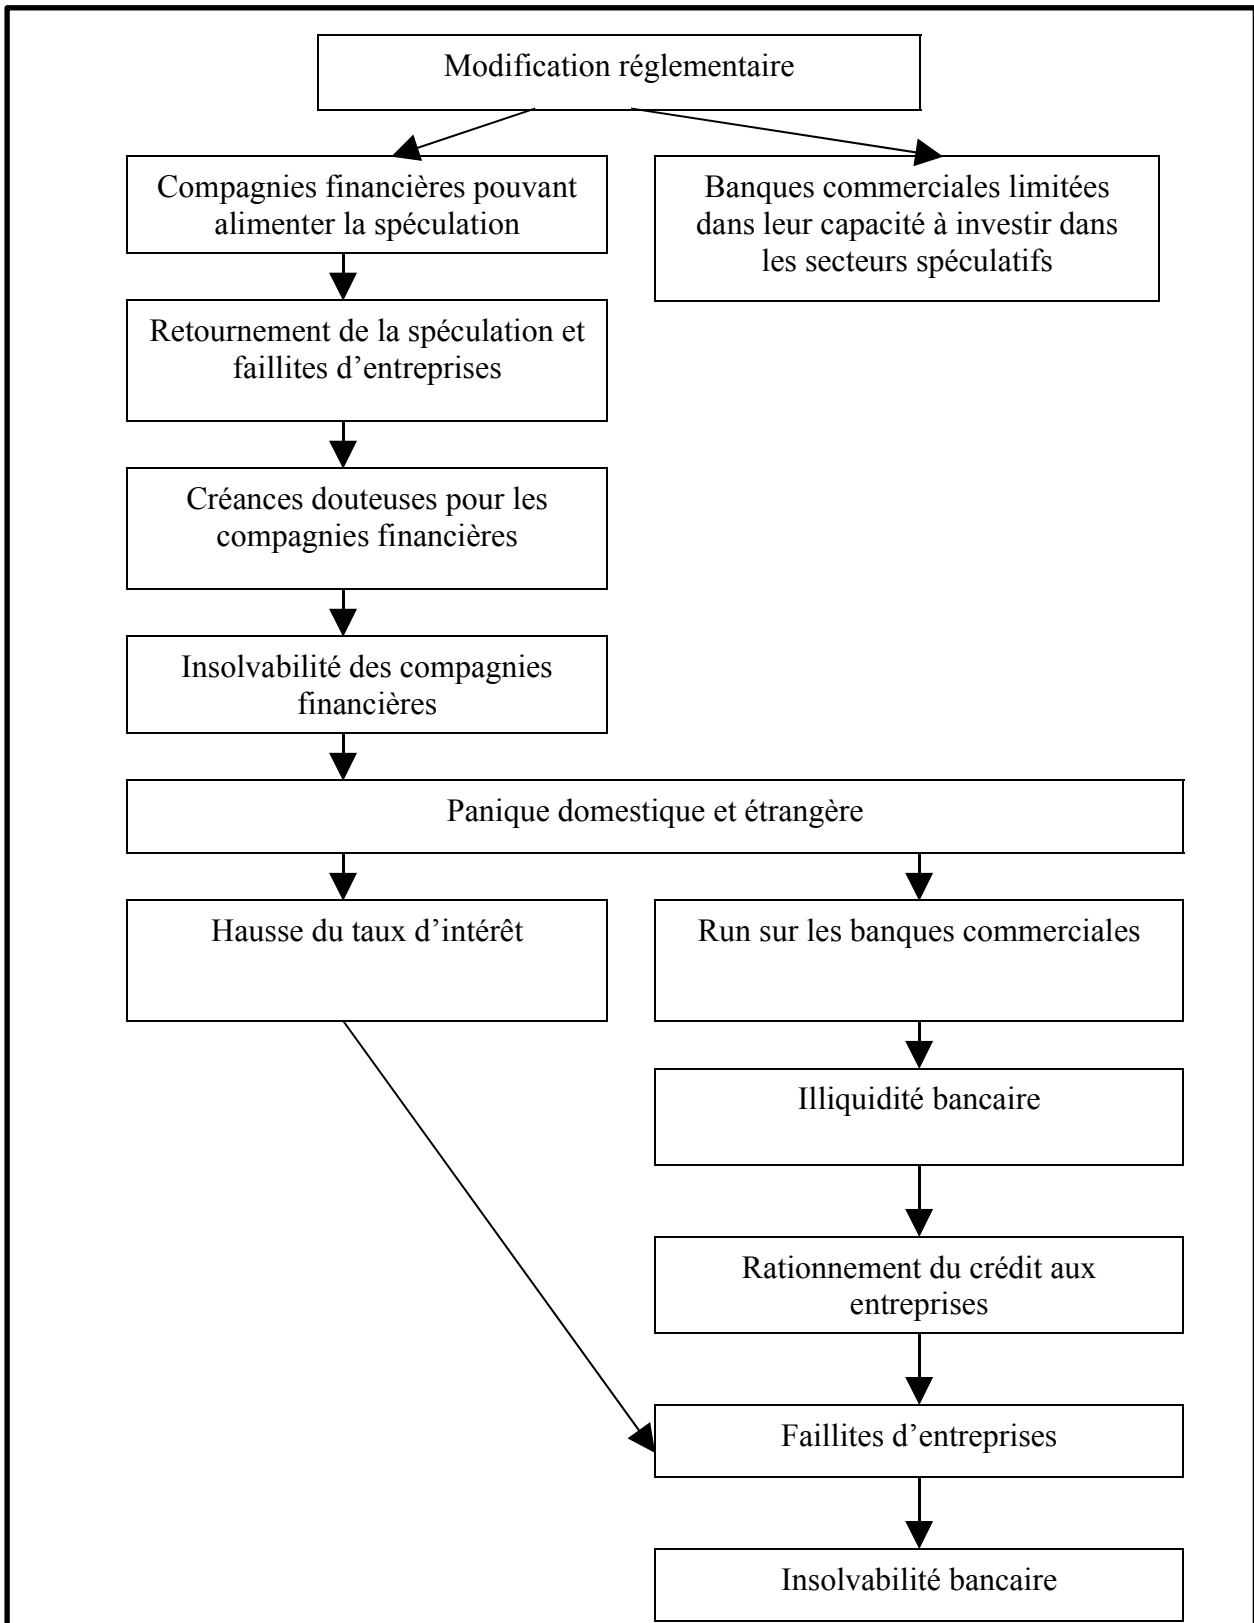 Modification réglementaire
Compagnies financières pouvant
alimenter la spéculation
Banques commerciales limitées
dans leur capacité à investir dans
les secteurs spéculatifs
Retournement de la spéculation et
faillites d’entreprises
Créances douteuses pour les
compagnies financières
Insolvabilité des compagnies
financières
Panique domestique et étrangère
Hausse du taux d’intérêt
Run sur les banques commerciales
Illiquidité bancaire
Rationnement du crédit aux
entreprises
Faillites d’entreprises
Insolvabilité bancaire